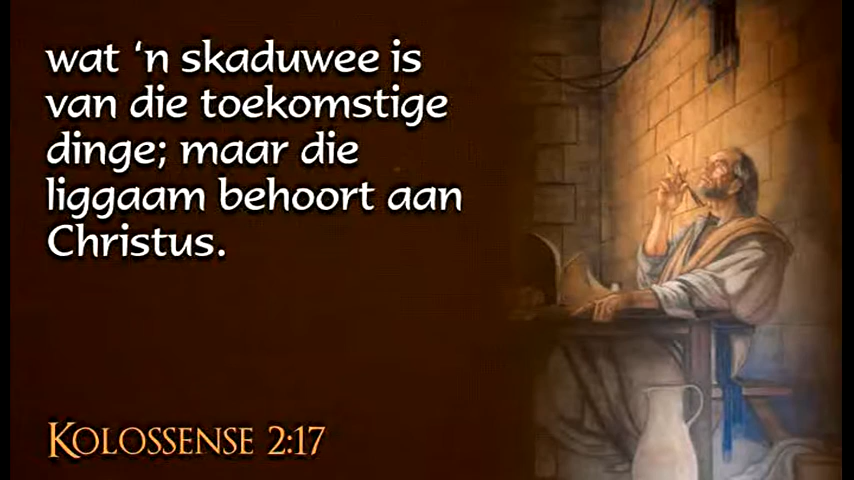 wat ‘n skaduwee is
van die toekomstige
dinge; maar die
liggaam behoort aan
Christus.
Kolossense 2:17